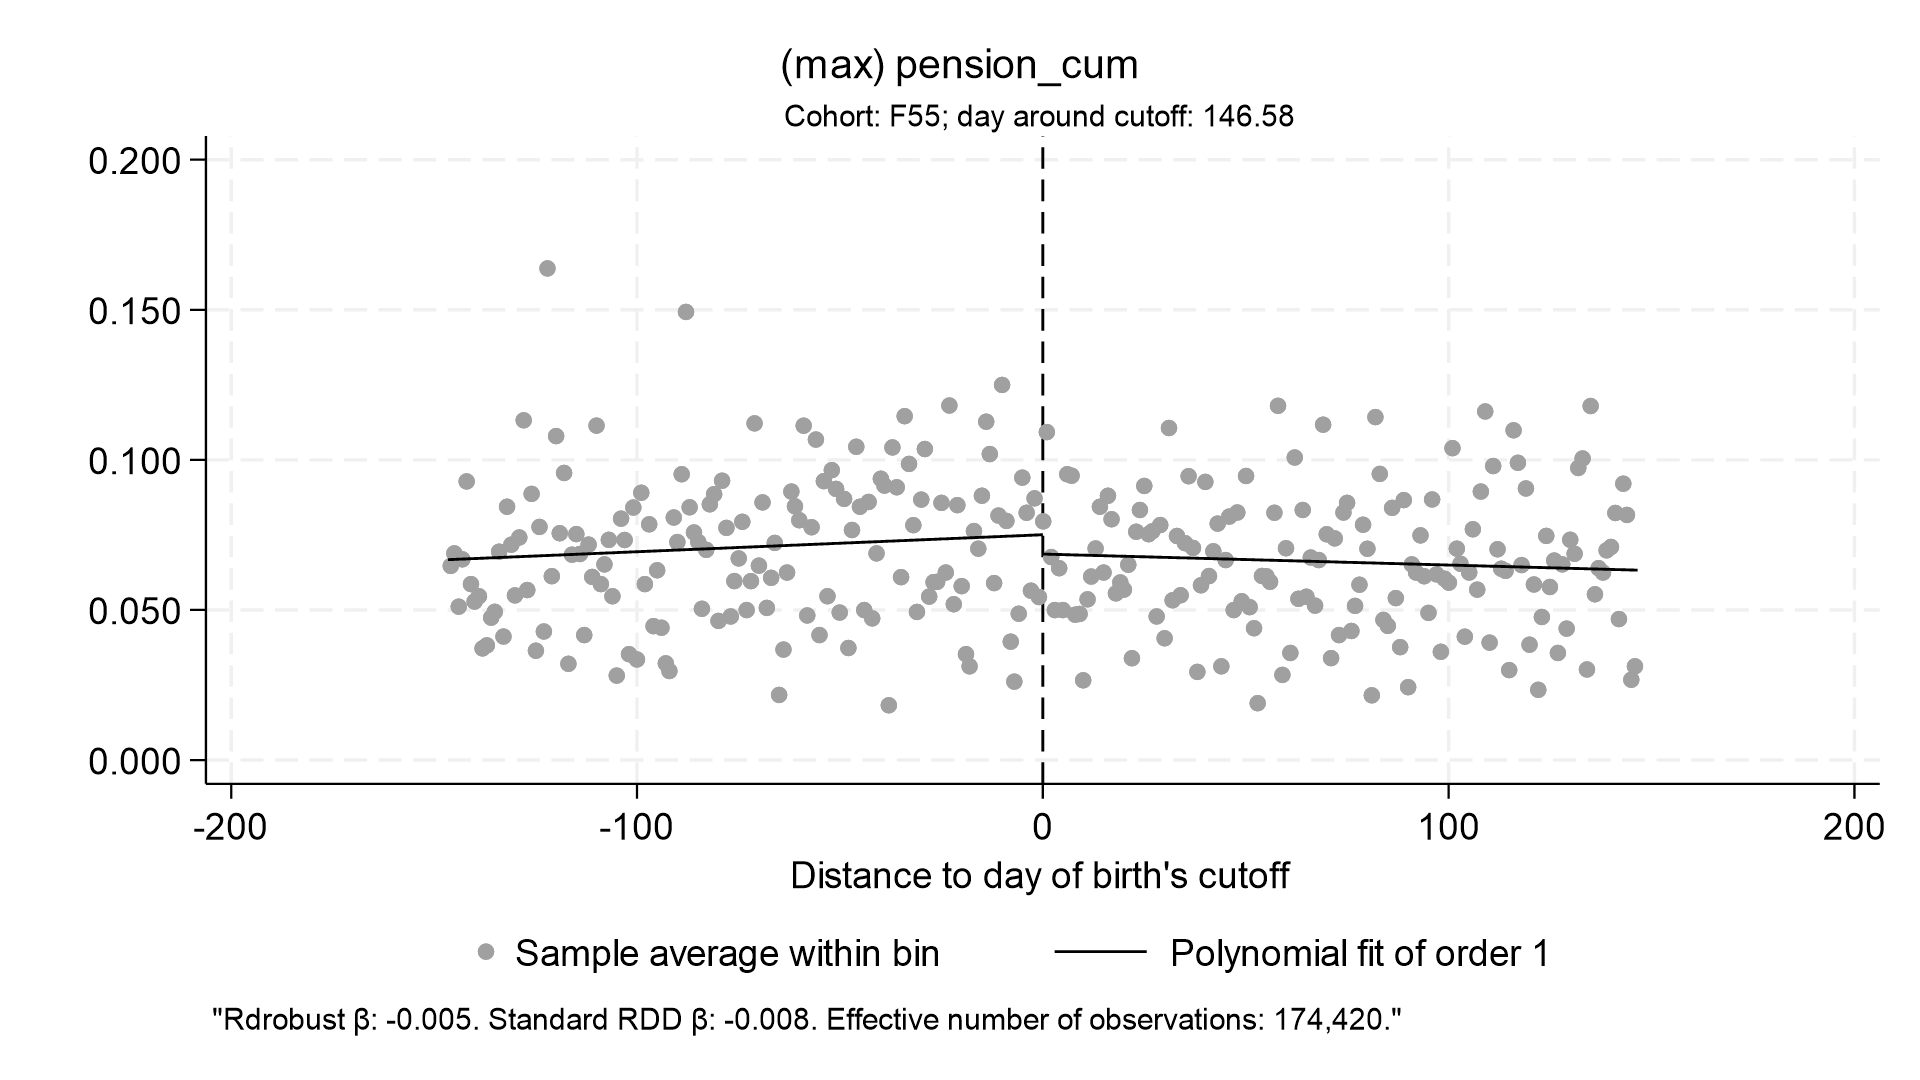 (max) pension_cum
Cohort: F55; day around cutoff: 146.58
0.200
0.150
0.100
0.050
0.000
-200 -100 0 100 200
Distance to day of birth's cutoff
Sample average within bin Polynomial fit of order 1
"Rdrobust β: -0.005. Standard RDD β: -0.008. Effective number of observations: 174,420."